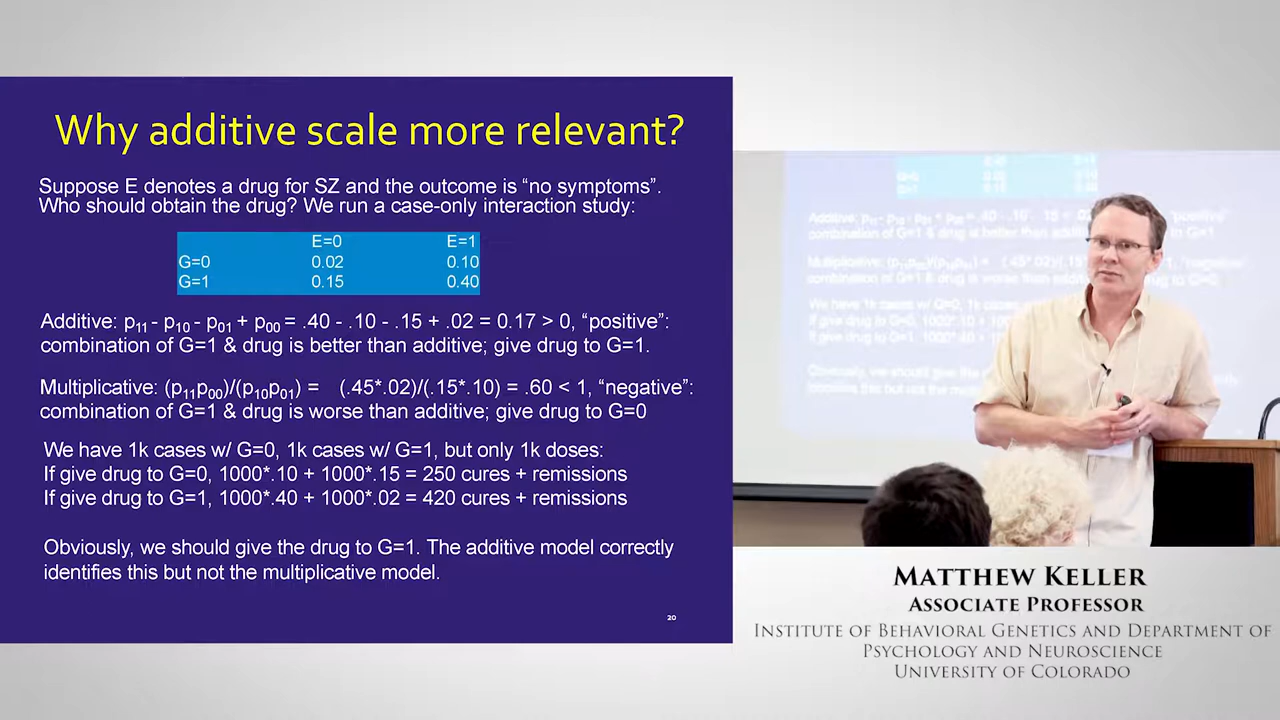 Why additive scale more relevant?
Suppose E denotes a drug for SZ and the outcome is “no symptoms”.
Who should obtain the drug? We run a case-only interaction study:
E=0 E=1
G=0 0.02 0.10
G=1 0.15 0.40
Additive: p11 - p10 - p01 + p00 = .40 - .10 - .15 + .02 = 0.17 > 0, “positive”:
combination of G=1 & drug is better than additive; give drug to G=1.
Multiplicative: (p11p00)/(p10p01) = (.45*.02)/(.15*.10) = .60 < 1, “negative”:
combination of G=1 & drug is worse than additive; give drug to G=0
We have 1k cases w/ G=0, 1k cases w/ G=1, but only 1k doses:
If give drug to G=0, 1000*.10 + 1000*.15 = 250 cures + remissions
If give drug to G=1, 1000*.40 + 1000*.02 = 420 cures + remissions
Obviously, we should give the drug to G=1. The additive model correctly
identifies this but not the multiplicative model.
20
MATTHEW KELLER
ASSOCIATE PROFESSOR
INSTITUTE OF BEHAVIORAL GENETICS AND DEPARTMENT OF
PSYCHOLOGY AND NEUROSCIENCE
UNIVERSITY OF COLORADO